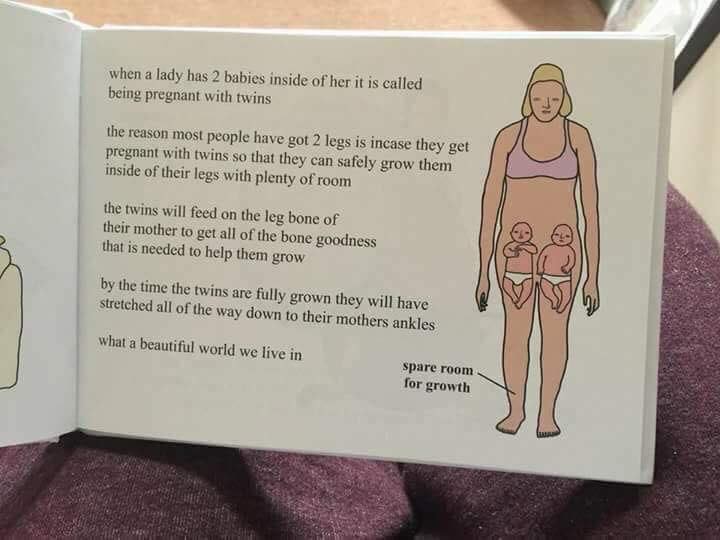 when a lady has 2 babies inside of her it is called
being pregnant with twins
the reason most people have got 2 legs is incase they get
pregnant with twins so that they can safely grow them
inside of their legs with plenty of room
the twins will feed on the leg bone of
their mother to get all of the bone goodness
that is needed to help them grow
by the time the twins are fully grown they will have
stretched all of the way down to their mothers ankles
what a beautiful world we live in
spare room
for growth